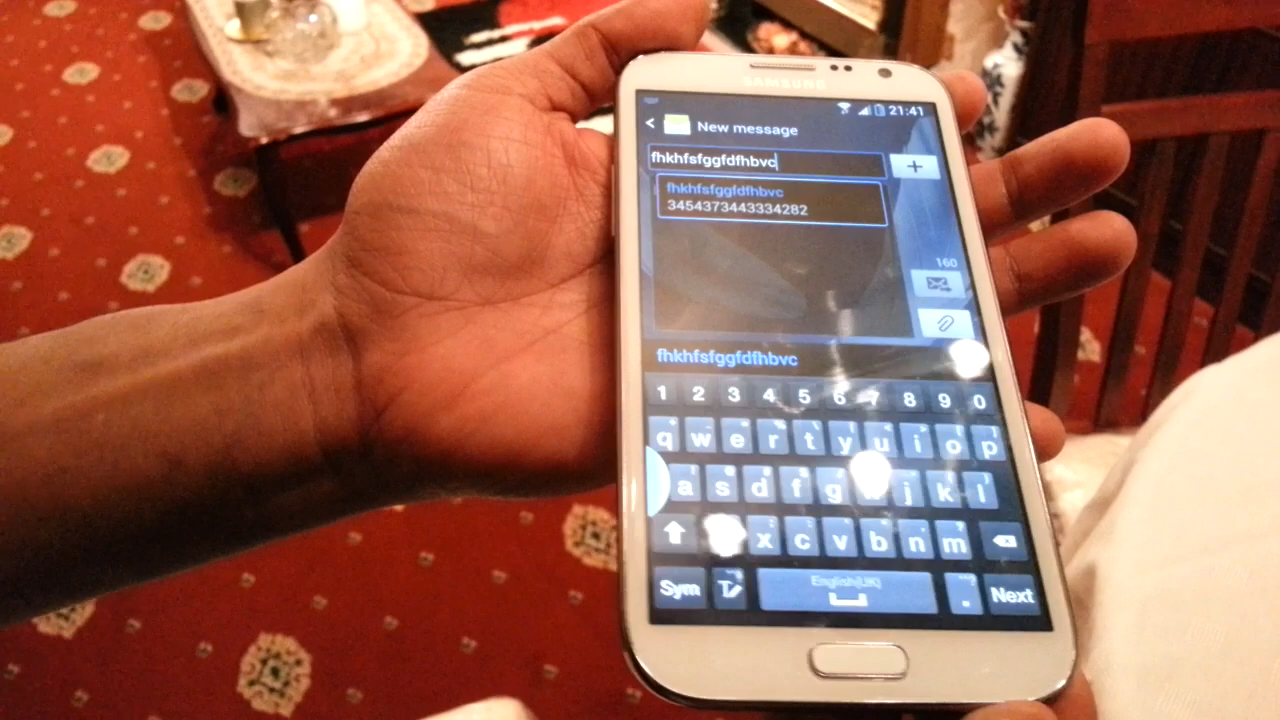 SAMSUNG
21:41
< New message
fhkhfsfggfdfhbvc
+
fhkhfsfggfdfhbvc
3454373443334282
160
fhkhfsfggfdfhbvc
1 2 3 4 5 6 7 8 9 0
q w e r t y u i o p
a s d f g j k l
x c v b n m
English(UK)
Sym T . Next